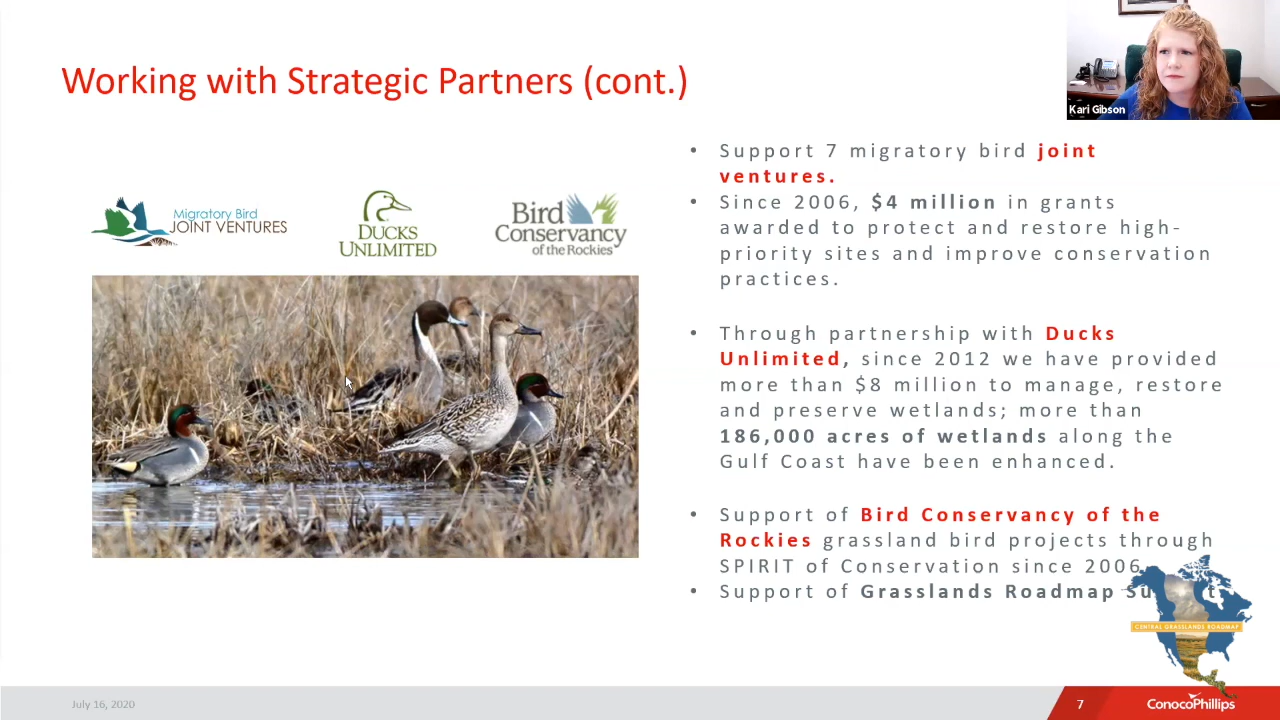 Working with Strategic Partners (cont.)
Kari Gibson
Migratory Bird
JOINT VENTURES
DUCKS
UNLIMITED
Bird
Conservancy
of the Rockies
• Support 7 migratory bird joint
ventures.
• Since 2006, $4 million in grants
awarded to protect and restore high-
priority sites and improve conservation
practices.
• Through partnership with Ducks
Unlimited, since 2012 we have provided
more than $8 million to manage, restore
and preserve wetlands; more than
186,000 acres of wetlands along the
Gulf Coast have been enhanced.
• Support of Bird Conservancy of the
Rockies grassland bird projects through
SPIRIT of Conservation since 2006
• Support of Grasslands Roadmap
CENTRAL GRASSLANDS ROADMAP
July 16, 2020
7
ConocoPhillips